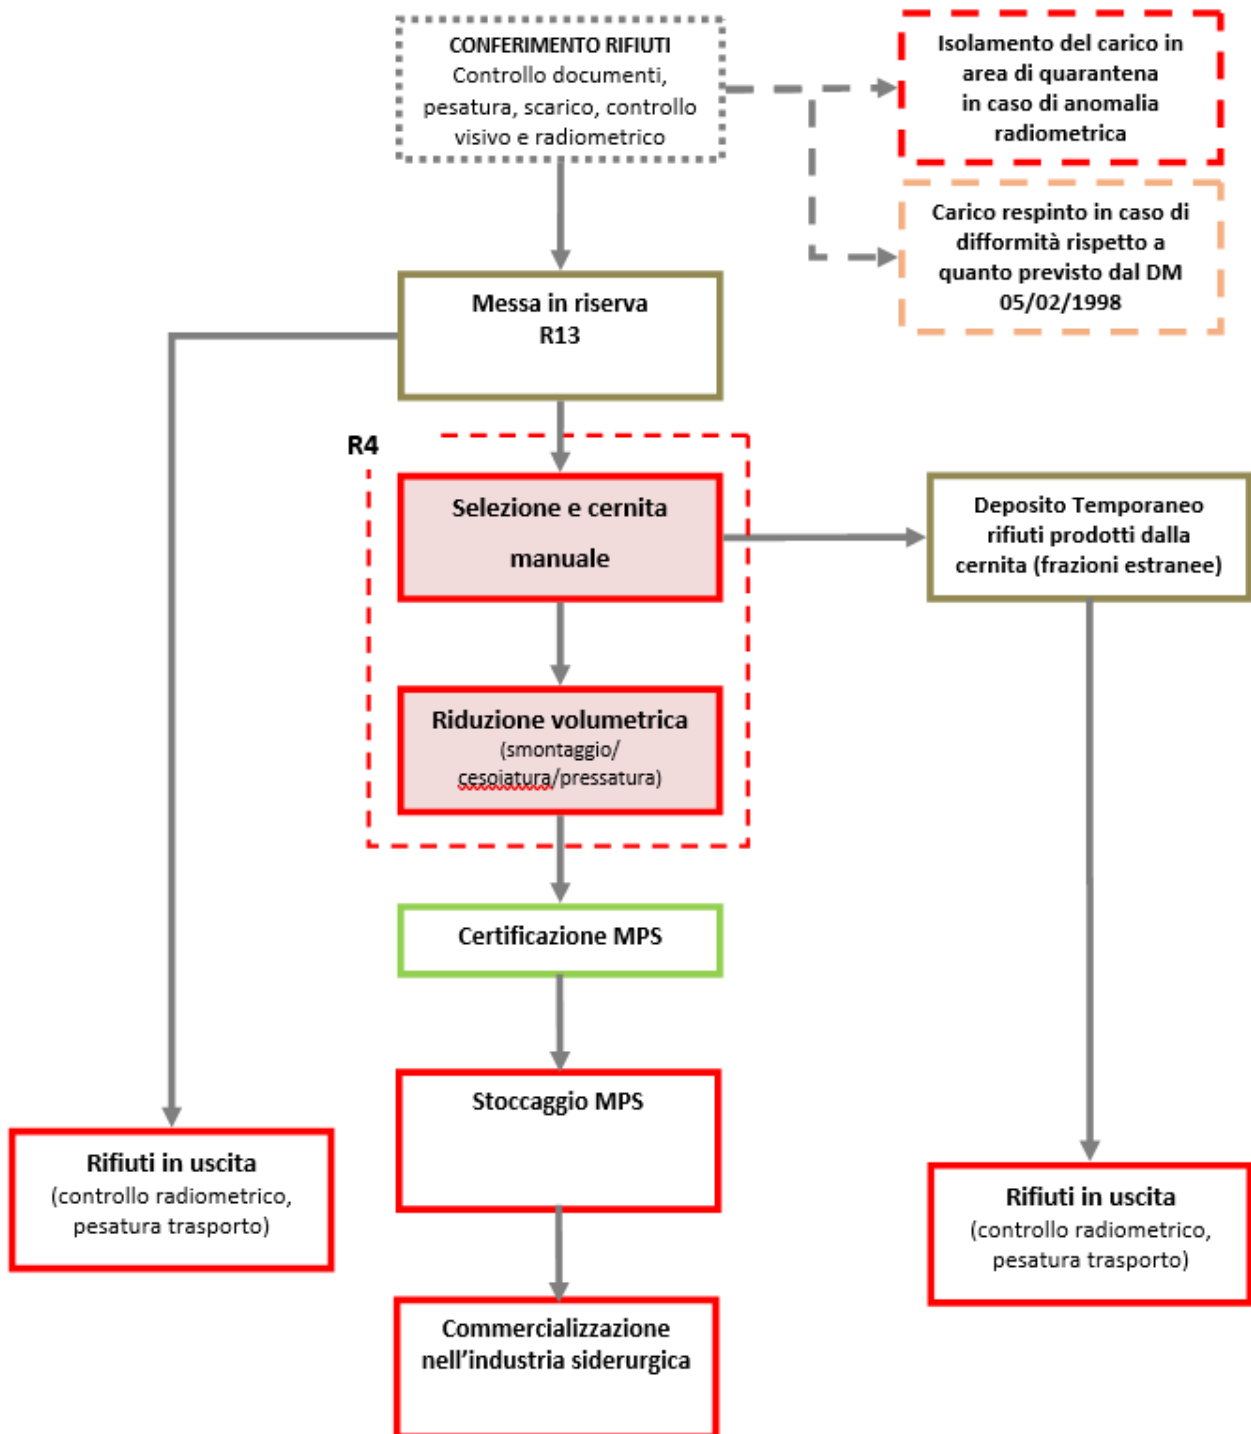 CONFERIMENTO RIFIUTI
Controllo documenti,
pesatura, scarico, controllo
visivo e radiometrico
Isolamento del carico in
area di quarantena
in caso di anomalia
radiometrica
Carico respinto in caso di
difformità rispetto a
quanto previsto dal DM
05/02/1998
Messa in riserva
R13
R4
Selezione e cernita
manuale
Deposito Temporaneo
rifiuti prodotti dalla
cernita (frazioni estranee)
Riduzione volumetrica
(smontaggio/
cesoiatura/pressatura)
Certificazione MPS
Stoccaggio MPS
Rifiuti in uscita
(controllo radiometrico,
pesatura trasporto)
Rifiuti in uscita
(controllo radiometrico,
pesatura trasporto)
Commercializzazione
nell'industria siderurgica